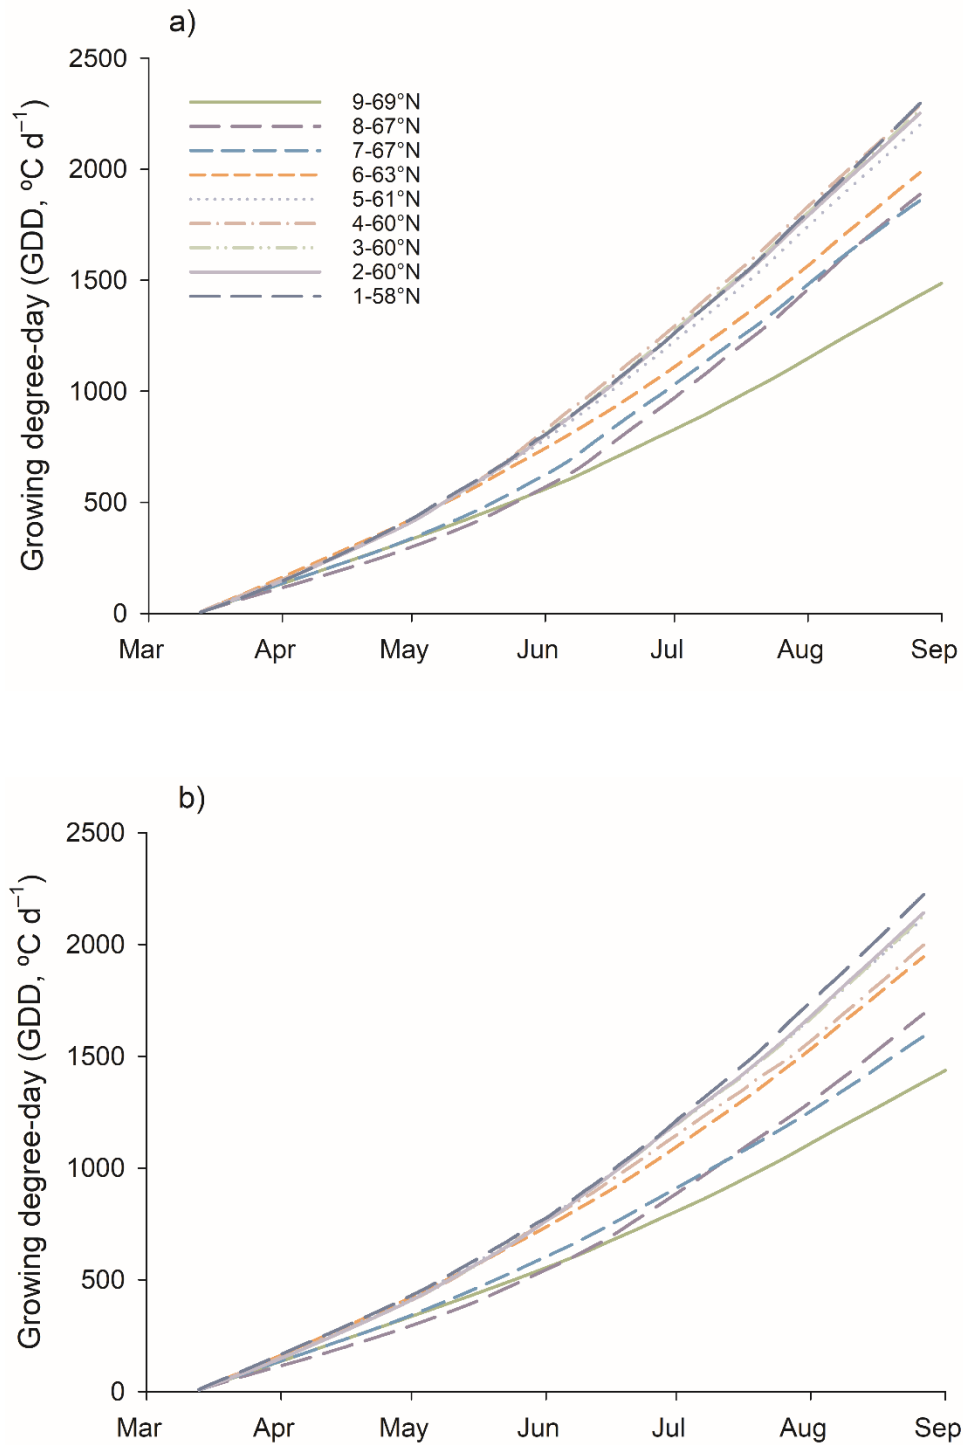 a)
Growing degree-day (GDD, ºC d⁻¹)
2500
2000
1500
1000
500
0
9-69°N
8-67°N
7-67°N
6-63°N
5-61°N
4-60°N
3-60°N
2-60°N
1-58°N
Mar Apr May Jun Jul Aug Sep
b)
Growing degree-day (GDD, ºC d⁻¹)
2500
2000
1500
1000
500
0
Mar Apr May Jun Jul Aug Sep